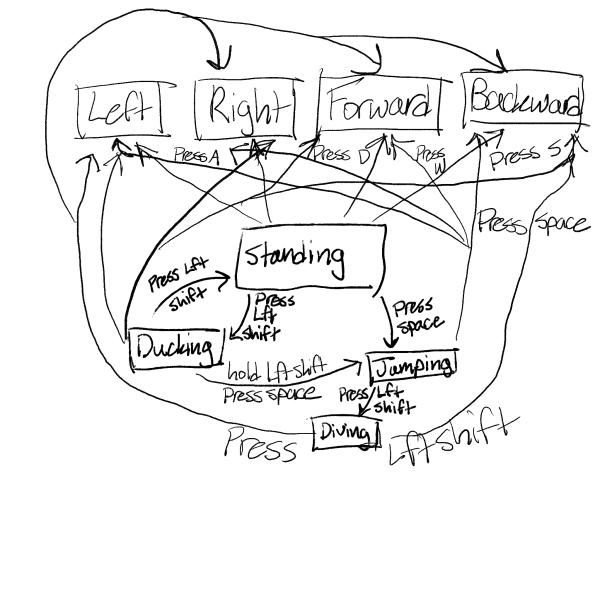 Left
Right
Forward
Backward
Press A
Press D
Press
W
Press S
Press space
Standing
Press Lft
shift
Press
Lft
shift
Press
space
Ducking
hold Lft shift
Press space
Jumping
Press Lft
shift
Diving
Press Lft shift